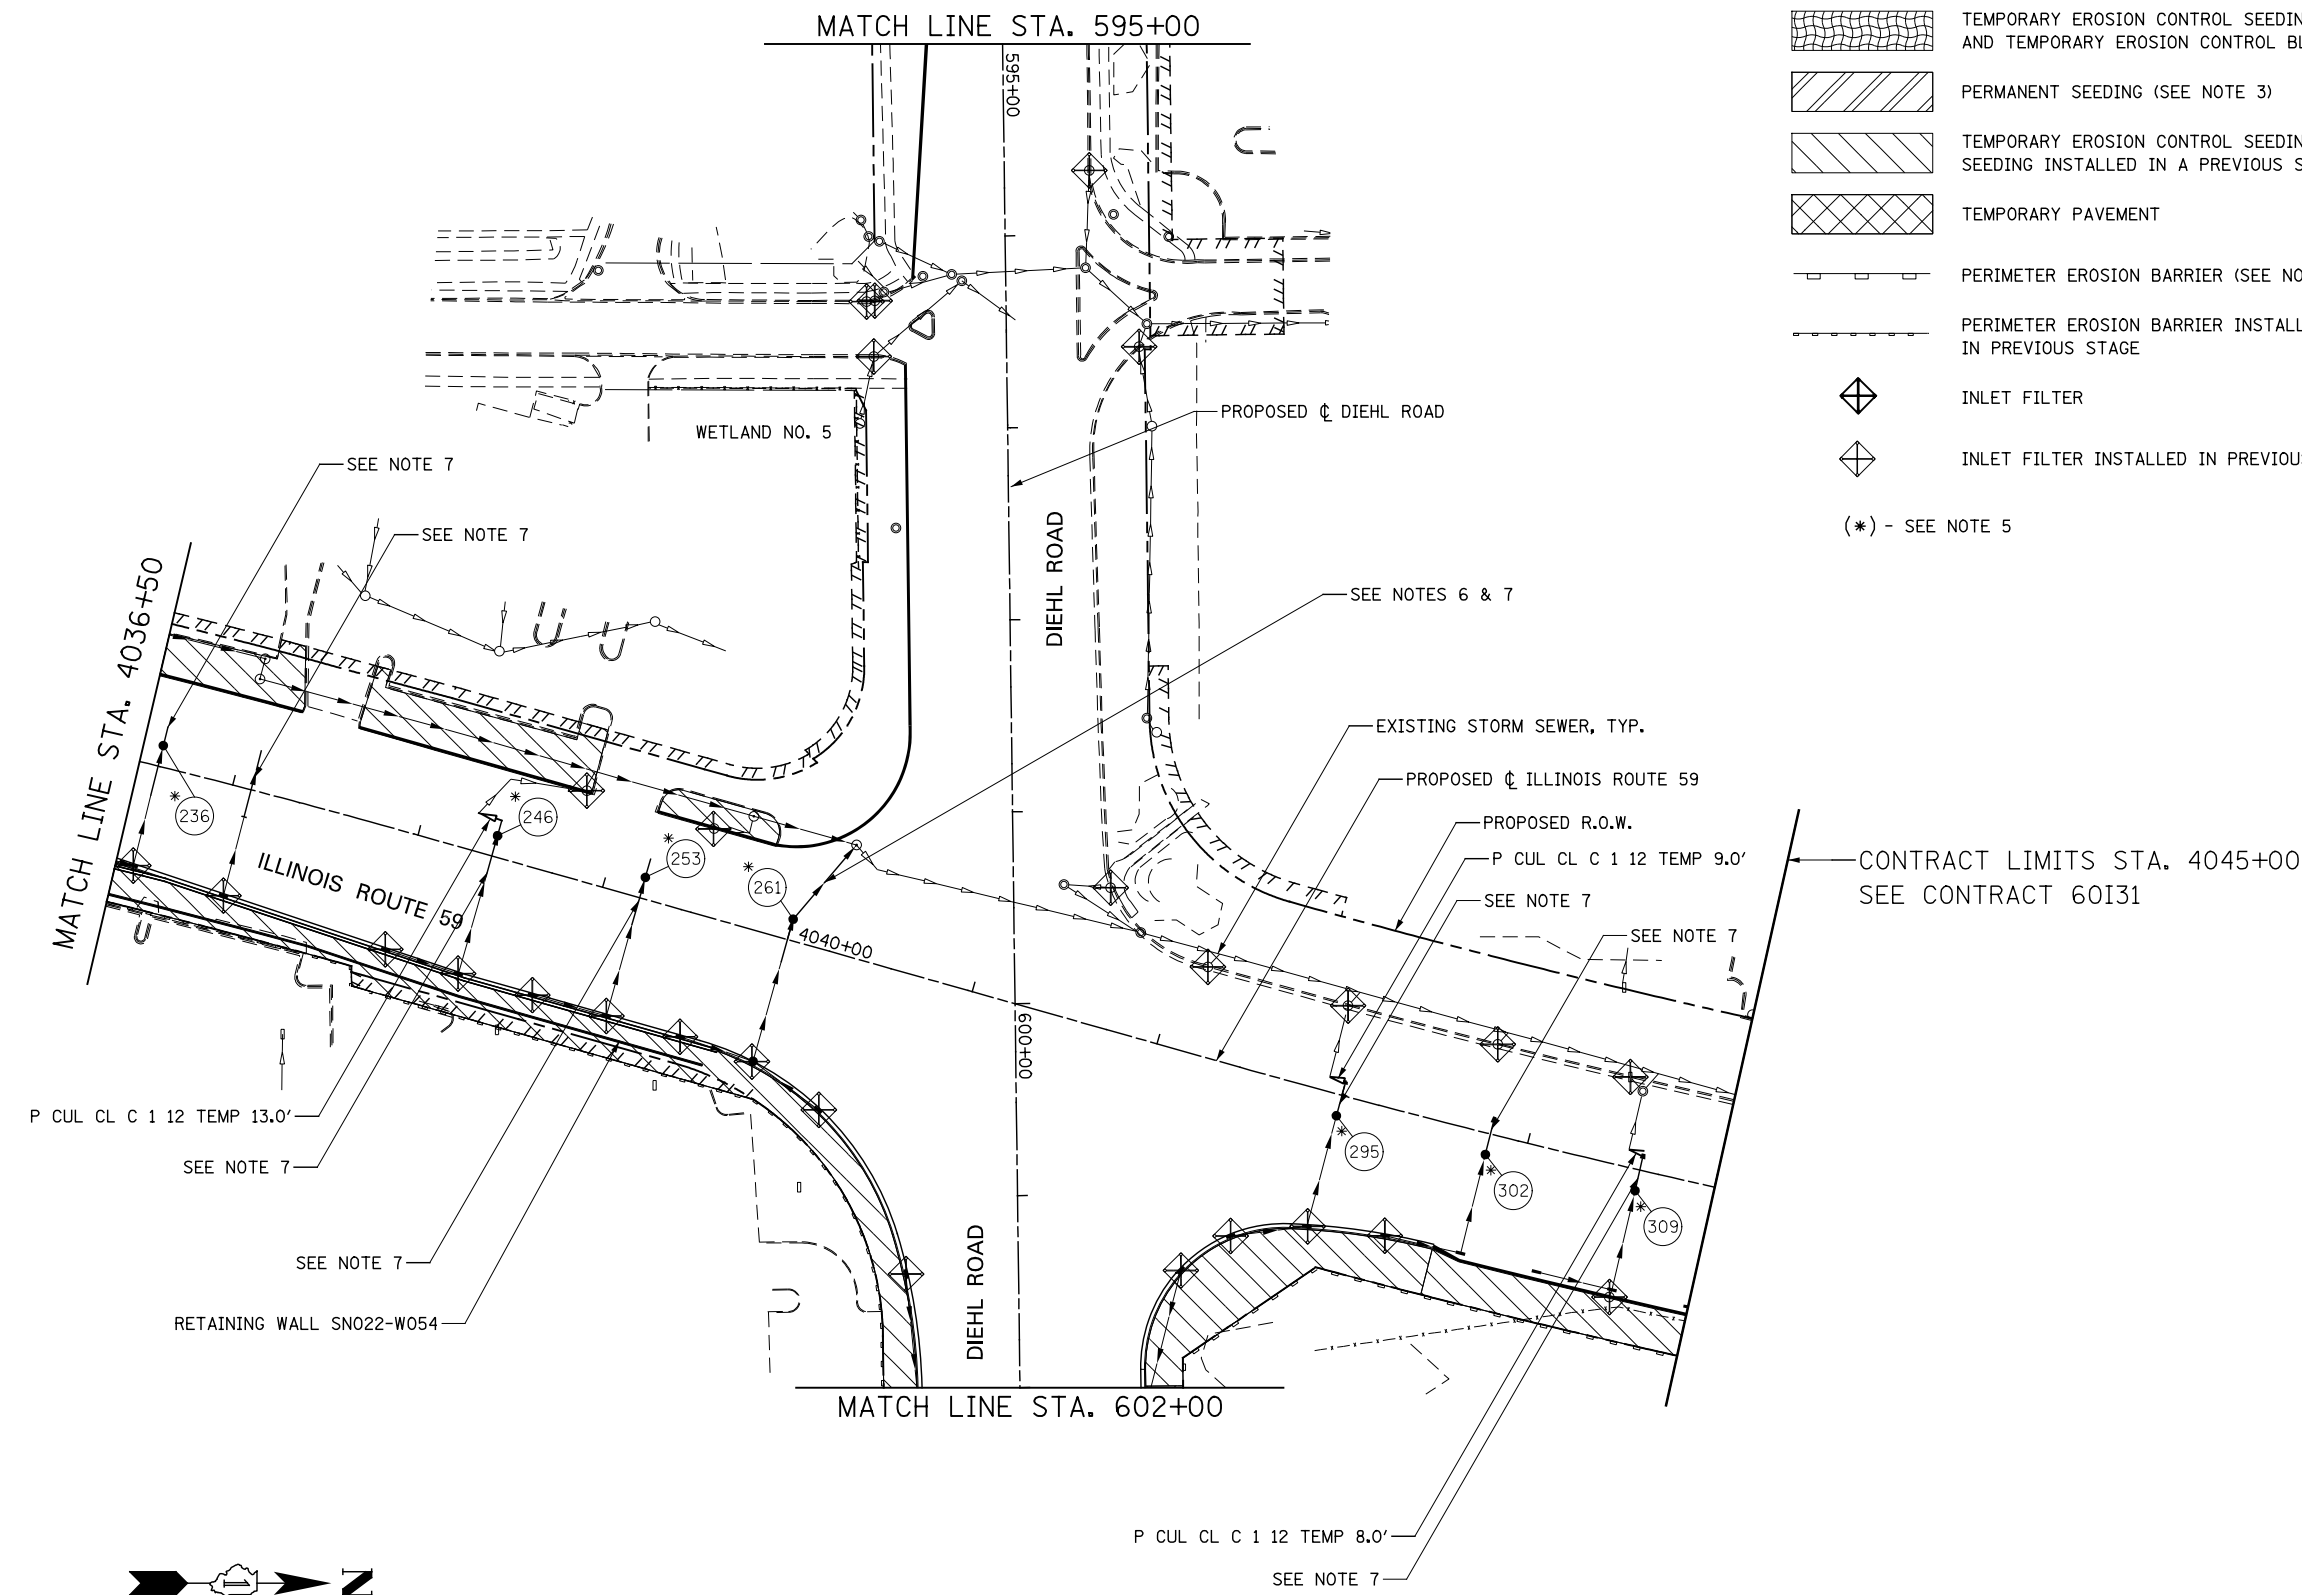 MATCH LINE STA. 595+00
595+00
TEMPORARY EROSION CONTROL
AND TEMPORARY EROSION CONTROL
PERMANENT SEEDING (SEE NOTE 3)
TEMPORARY EROSION CONTROL
SEEDING INSTALLED IN A PREVIOUS
TEMPORARY PAVEMENT
PERIMETER EROSION BARRIER (SEE
PERIMETER EROSION BARRIER
IN PREVIOUS STAGE
INLET FILTER
INLET FILTER INSTALLED IN
(*) - SEE NOTE 5
PROPOSED ℄ DIEHL ROAD
WETLAND NO. 5
SEE NOTE 7
SEE NOTE 7
DIEHL ROAD
SEE NOTES 6 & 7
MATCH LINE STA. 4036+50
EXISTING STORM SEWER, TYP.
PROPOSED ℄ ILLINOIS ROUTE 59
PROPOSED R.O.W.
P CUL CL C 1 12 TEMP 9.0'
SEE NOTE 7
SEE NOTE 7
CONTRACT LIMITS STA. 4045+00
SEE CONTRACT 60I31
* 236
* 246
* 253
* 261
ILLINOIS ROUTE 59
4040+00
600+00
* 295
* 302
* 309
P CUL CL C 1 12 TEMP 13.0'
SEE NOTE 7
SEE NOTE 7
RETAINING WALL SN022-W054
DIEHL ROAD
MATCH LINE STA. 602+00
P CUL CL C 1 12 TEMP 8.0'
SEE NOTE 7
N